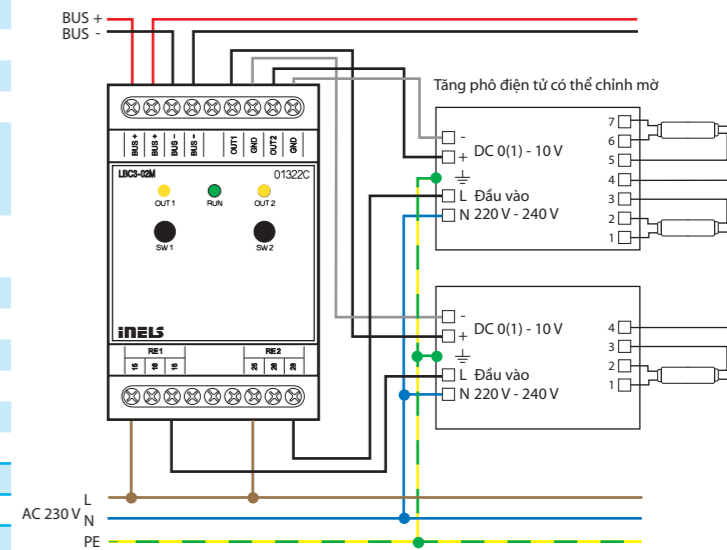 BUS +
BUS -
BUS +
BUS +
BUS -
BUS -
OUT1
GND
OUT2
GND
LBC3-02M
01322C
OUT 1
RUN
OUT 2
SW 1
SW 2
iNELS
RE1
RE2
15
16
18
25
26
28
Tăng phô điện tử có thể chỉnh mờ
-
+
DC 0(1) - 10 V
L Đầu vào
N 220 V - 240 V
7
6
5
4
3
2
1
-
+
DC 0(1) - 10 V
L Đầu vào
N 220 V - 240 V
4
3
2
1
L
AC 230 V
N
PE